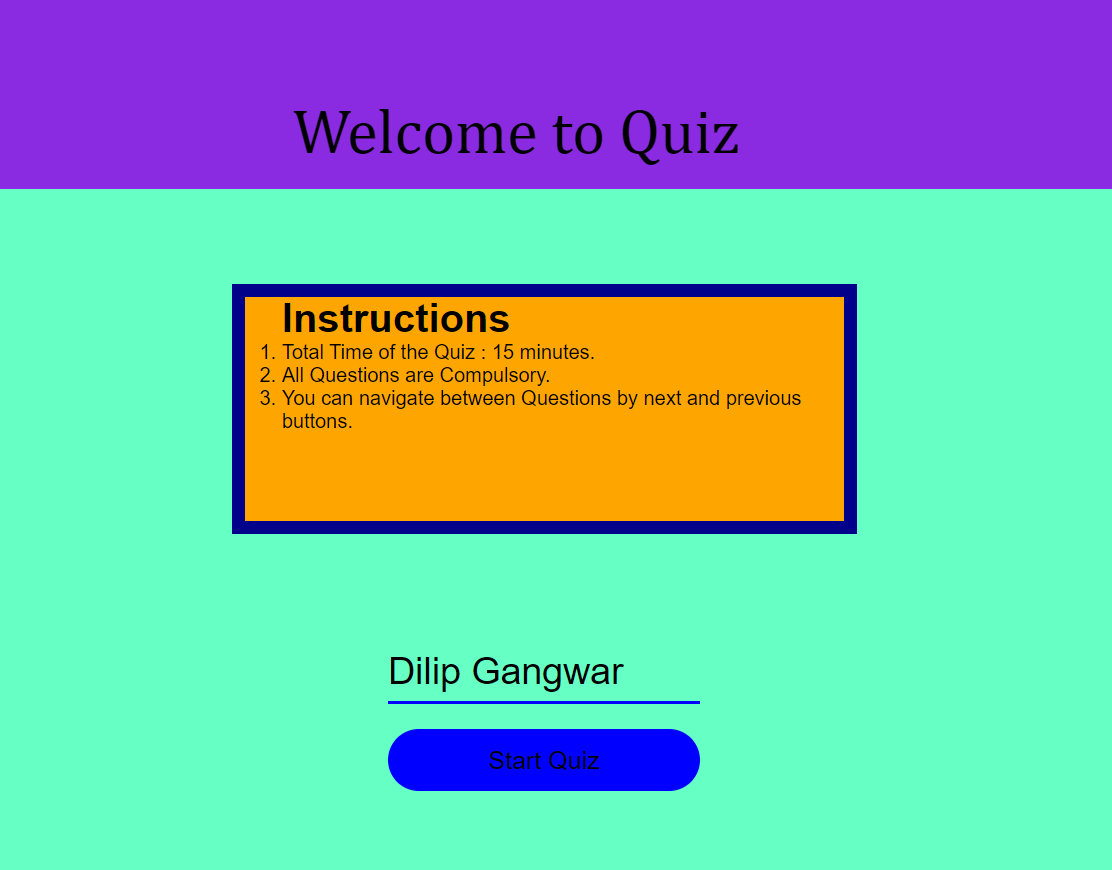 Welcome to Quiz
Instructions
1. Total Time of the Quiz : 15 minutes.
2. All Questions are Compulsory.
3. You can navigate between Questions by next and previous
buttons.
Dilip Gangwar
Start Quiz